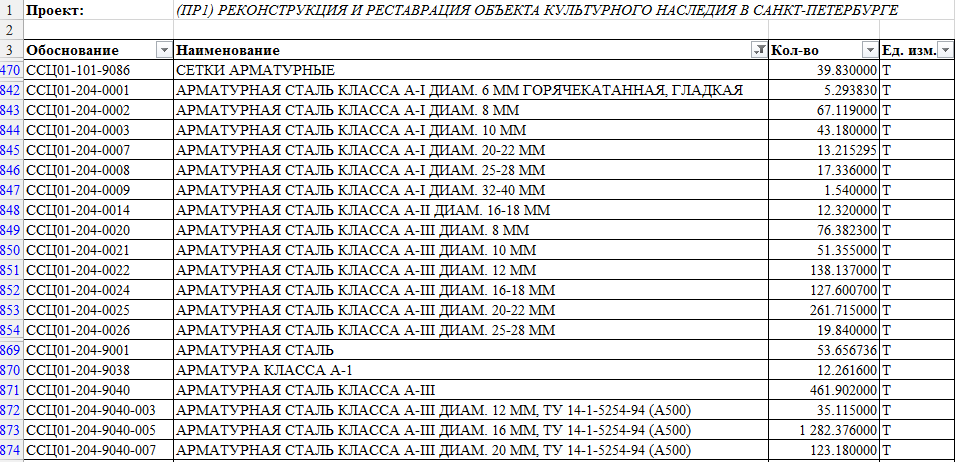 1 Проект: (ПР1) РЕКОНСТРУКЦИЯ И РЕСТАВРАЦИЯ ОБЪЕКТА КУЛЬТУРНОГО НАСЛЕДИЯ В САНКТ-ПЕТЕРБУРГЕ
2
3 Обоснование Наименование Кол-во Ед. изм.
470 ССЦ01-101-9086 СЕТКИ АРМАТУРНЫЕ 39.830000 Т
842 ССЦ01-204-0001 АРМАТУРНАЯ СТАЛЬ КЛАССА А-I ДИАМ. 6 ММ ГОРЯЧЕКАТАННАЯ, ГЛАДКАЯ 5.293830 Т
843 ССЦ01-204-0002 АРМАТУРНАЯ СТАЛЬ КЛАССА А-I ДИАМ. 8 ММ 67.119000 Т
844 ССЦ01-204-0003 АРМАТУРНАЯ СТАЛЬ КЛАССА А-I ДИАМ. 10 ММ 43.180000 Т
845 ССЦ01-204-0007 АРМАТУРНАЯ СТАЛЬ КЛАССА А-I ДИАМ. 20-22 ММ 13.215295 Т
846 ССЦ01-204-0008 АРМАТУРНАЯ СТАЛЬ КЛАССА А-I ДИАМ. 25-28 ММ 17.336000 Т
847 ССЦ01-204-0009 АРМАТУРНАЯ СТАЛЬ КЛАССА А-I ДИАМ. 32-40 ММ 1.540000 Т
848 ССЦ01-204-0014 АРМАТУРНАЯ СТАЛЬ КЛАССА А-II ДИАМ. 16-18 ММ 12.320000 Т
849 ССЦ01-204-0020 АРМАТУРНАЯ СТАЛЬ КЛАССА А-III ДИАМ. 8 ММ 76.382300 Т
850 ССЦ01-204-0021 АРМАТУРНАЯ СТАЛЬ КЛАССА А-III ДИАМ. 10 ММ 51.355000 Т
851 ССЦ01-204-0022 АРМАТУРНАЯ СТАЛЬ КЛАССА А-III ДИАМ. 12 ММ 138.137000 Т
852 ССЦ01-204-0024 АРМАТУРНАЯ СТАЛЬ КЛАССА А-III ДИАМ. 16-18 ММ 127.600700 Т
853 ССЦ01-204-0025 АРМАТУРНАЯ СТАЛЬ КЛАССА А-III ДИАМ. 20-22 ММ 261.715000 Т
854 ССЦ01-204-0026 АРМАТУРНАЯ СТАЛЬ КЛАССА А-III ДИАМ. 25-28 ММ 19.840000 Т
869 ССЦ01-204-9001 АРМАТУРНАЯ СТАЛЬ 53.656736 Т
870 ССЦ01-204-9038 АРМАТУРА КЛАССА А-1 12.261600 Т
871 ССЦ01-204-9040 АРМАТУРНАЯ СТАЛЬ КЛАССА А-III 461.902000 Т
872 ССЦ01-204-9040-003 АРМАТУРНАЯ СТАЛЬ КЛАССА А-III ДИАМ. 12 ММ, ТУ 14-1-5254-94 (А500) 35.115000 Т
873 ССЦ01-204-9040-005 АРМАТУРНАЯ СТАЛЬ КЛАССА А-III ДИАМ. 16 ММ, ТУ 14-1-5254-94 (А500) 1 282.376000 Т
874 ССЦ01-204-9040-007 АРМАТУРНАЯ СТАЛЬ КЛАССА А-III ДИАМ. 20 ММ, ТУ 14-1-5254-94 (А500) 123.180000 Т